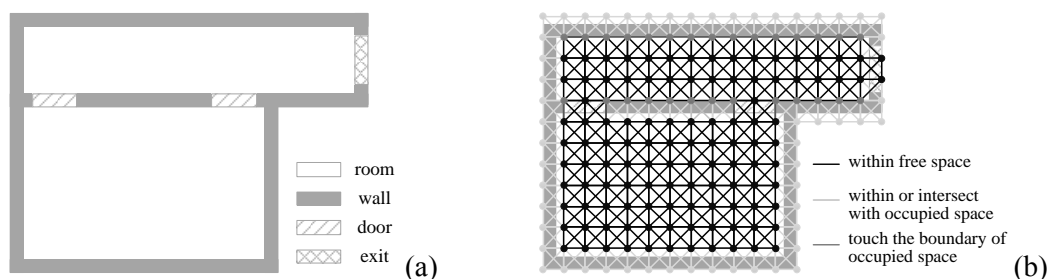 room
wall
door
exit
(a)
within free space
within or intersect
with occupied space
touch the boundary of
occupied space
(b)